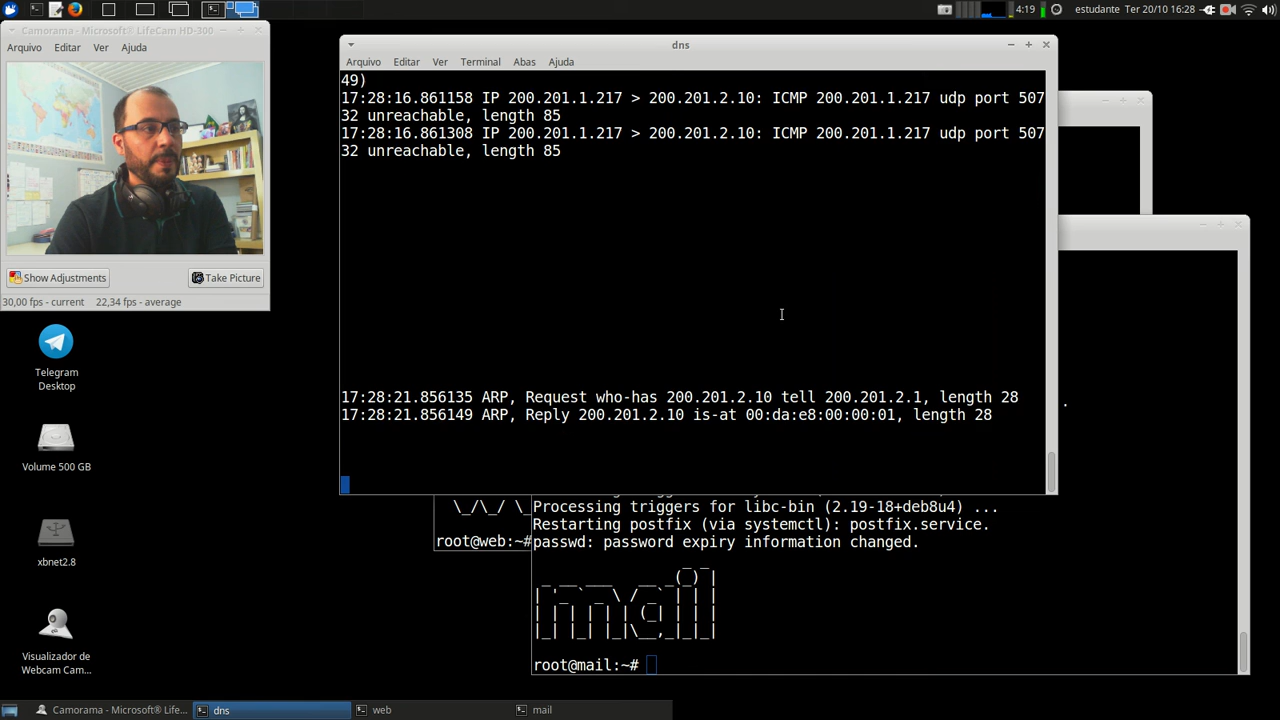 4:19 estudante Ter 20/10 16:28
Camorama - Microsoft® LifeCam HD-300
Arquivo Editar Ver Ajuda
Show Adjustments Take Picture
30,00 fps - current 22,34 fps - average
Telegram
Desktop
Volume 500 GB
xbnet2.8
Visualizador de
Webcam Cam...
dns
Arquivo Editar Ver Terminal Abas Ajuda
49)
17:28:16.861158 IP 200.201.1.217 > 200.201.2.10: ICMP 200.201.1.217 udp port 507
32 unreachable, length 85
17:28:16.861308 IP 200.201.1.217 > 200.201.2.10: ICMP 200.201.1.217 udp port 507
32 unreachable, length 85
17:28:21.856135 ARP, Request who-has 200.201.2.10 tell 200.201.2.1, length 28
17:28:21.856149 ARP, Reply 200.201.2.10 is-at 00:da:e8:00:00:01, length 28
root@web:~#
Processing triggers for libc-bin (2.19-18+deb8u4) ...
Restarting postfix (via systemctl): postfix.service.
passwd: password expiry information changed.
mail
root@mail:~#
Camorama - Microsoft® Life... dns web mail